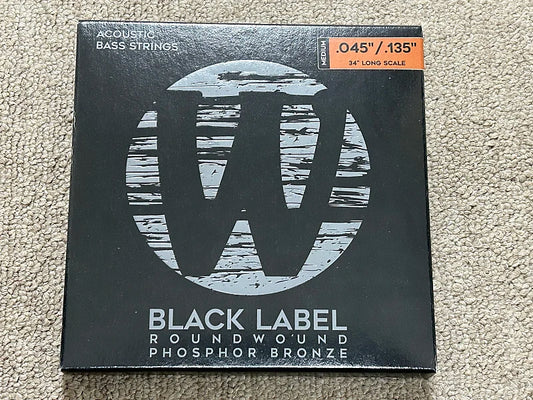 ACOUSTIC
BASS STRINGS
MEDIUM
.045"/.135"
34" LONG SCALE
W
BLACK LABEL
ROUNDWOUND
PHOSPHOR BRONZE